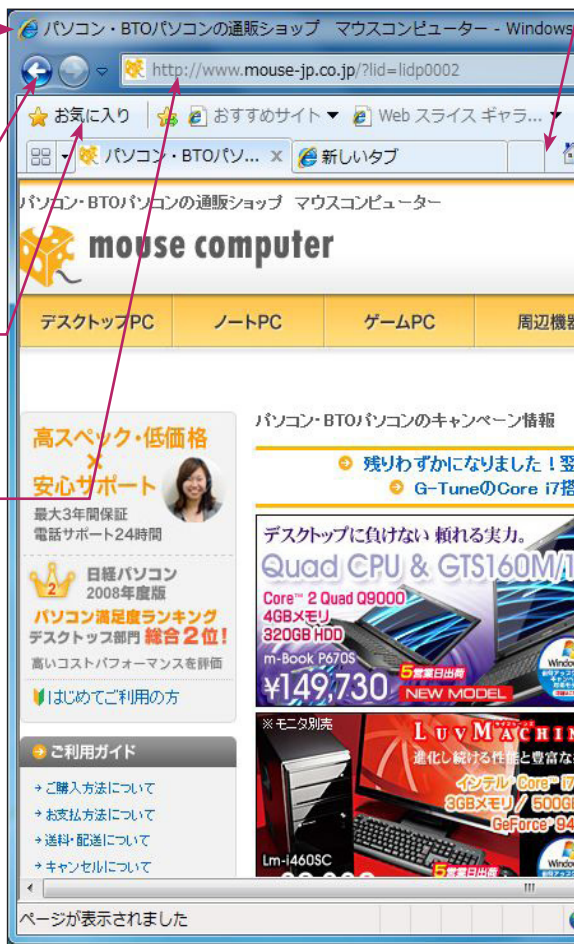 パソコン・BTOパソコンの通販ショップ マウスコンピューター - Windows
http://www.mouse-jp.co.jp/?lid=lidp0002
お気に入り おすすめサイト ▼ Web スライス ギャラ... ▼
パソコン・BTOパソ... x 新しいタブ
パソコン・BTOパソコンの通販ショップ マウスコンピューター
mouse computer
デスクトップPC ノートPC ゲームPC 周辺機器
高スペック・低価格
×
安心サポート
最大3年間保証
電話サポート24時間
2 日経パソコン
2008年度版
パソコン満足度ランキング
デスクトップ部門 総合2位!
高いコストパフォーマンスを評価
はじめてご利用の方
ご利用ガイド
ご購入方法について
お支払方法について
送料・配送について
キャンセルについて
パソコン・BTOパソコンのキャンペーン情報
残りわずかになりました!翌
G-TuneのCore i7搭
デスクトップに負けない 頼れる実力。
Quad CPU & GTS160M/1
Core™ 2 Quad Q9000
4GBメモリ
320GB HDD
m-Book P670S
¥149,730
5営業日出荷
NEW MODEL
Windo
※モニタ別売
LUVMACHIN
進化し続ける性能と豊富な
インテル® Core™ i7
3GBメモリ / 500GB
GeForce® 94
Lm-i460SC
5営業日出荷
Windo
ページが表示されました